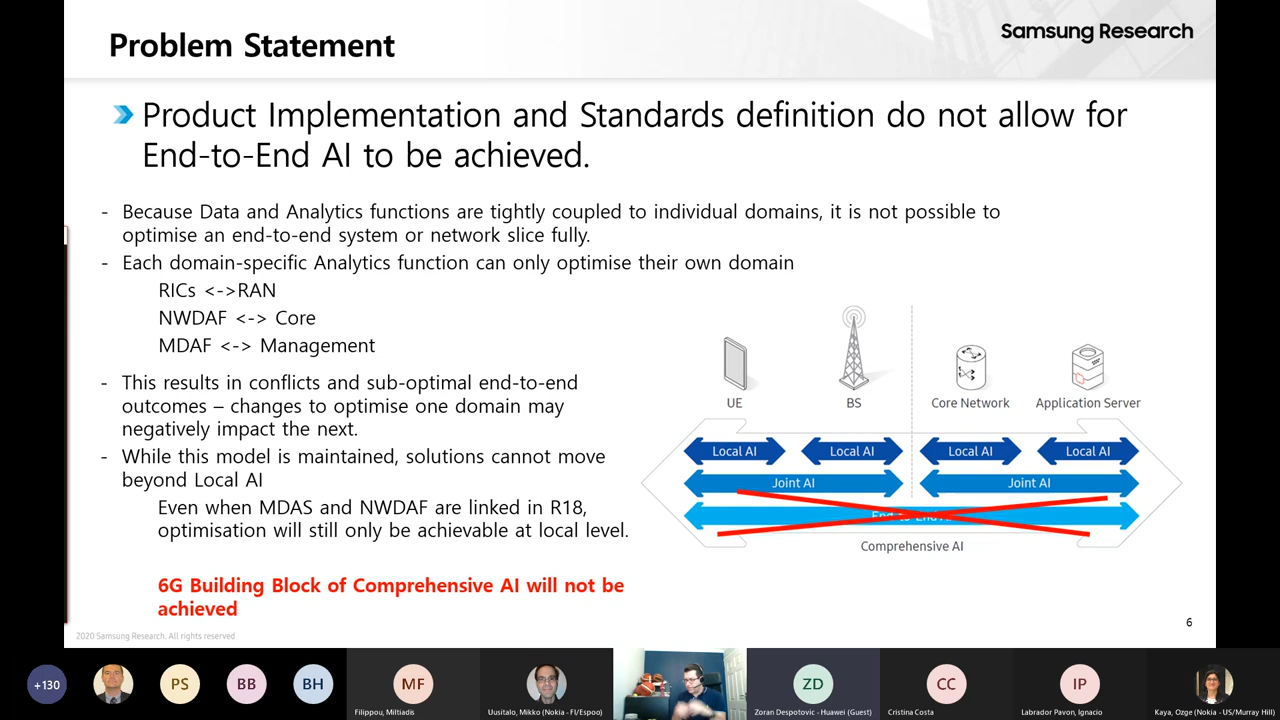 Problem Statement
Samsung Research
Product Implementation and Standards definition do not allow for
End-to-End AI to be achieved.
- Because Data and Analytics functions are tightly coupled to individual domains, it is not possible to
optimise an end-to-end system or network slice fully.
- Each domain-specific Analytics function can only optimise their own domain
RICs <->RAN
NWDAF <-> Core
MDAF <-> Management
- This results in conflicts and sub-optimal end-to-end
outcomes – changes to optimise one domain may
negatively impact the next.
- While this model is maintained, solutions cannot move
beyond Local AI
Even when MDAS and NWDAF are linked in R18,
optimisation will still only be achievable at local level.
6G Building Block of Comprehensive AI will not be
achieved
UE BS Core Network Application Server
Local AI Local AI Local AI Local AI
Joint AI Joint AI
End-to-End
Comprehensive AI
6
2020 Samsung Research. All rights reserved
+130 PS BB BH MF ZD CC IP
Filippou, Miltiadis Uusitalo, Mikko (Nokia - FI/Espoo) Zoran Despotovic - Huawei (Guest) Cristina Costa Labrador Pavon, Ignacio Kaya, Ozge (Nokia - US/Murray Hill)